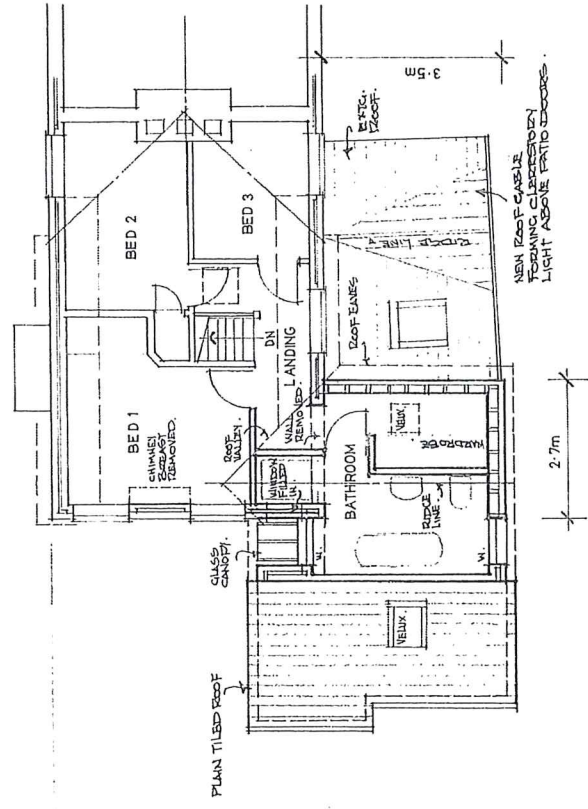 PLAIN TILED ROOF
GLASS
CANOPY.
BED 1
CHIMNEY
BREAST
REMOVED.
BED 2
BED 3
ROOF
VALLEY
WALL
REMOVED.
LANDING
DN
WINDOW
FILLED
IN.
W.
W.
BATHROOM
RIDGE
LINE.
VELUX.
WARDROBE
VELUX.
ROOF EAVES
RIDGE LINE
EXTG.
ROOF.
3·5m
2·7m
NEW ROOF GABLE
FORMING CLERESTORY
LIGHT ABOVE PATIO DOORS.